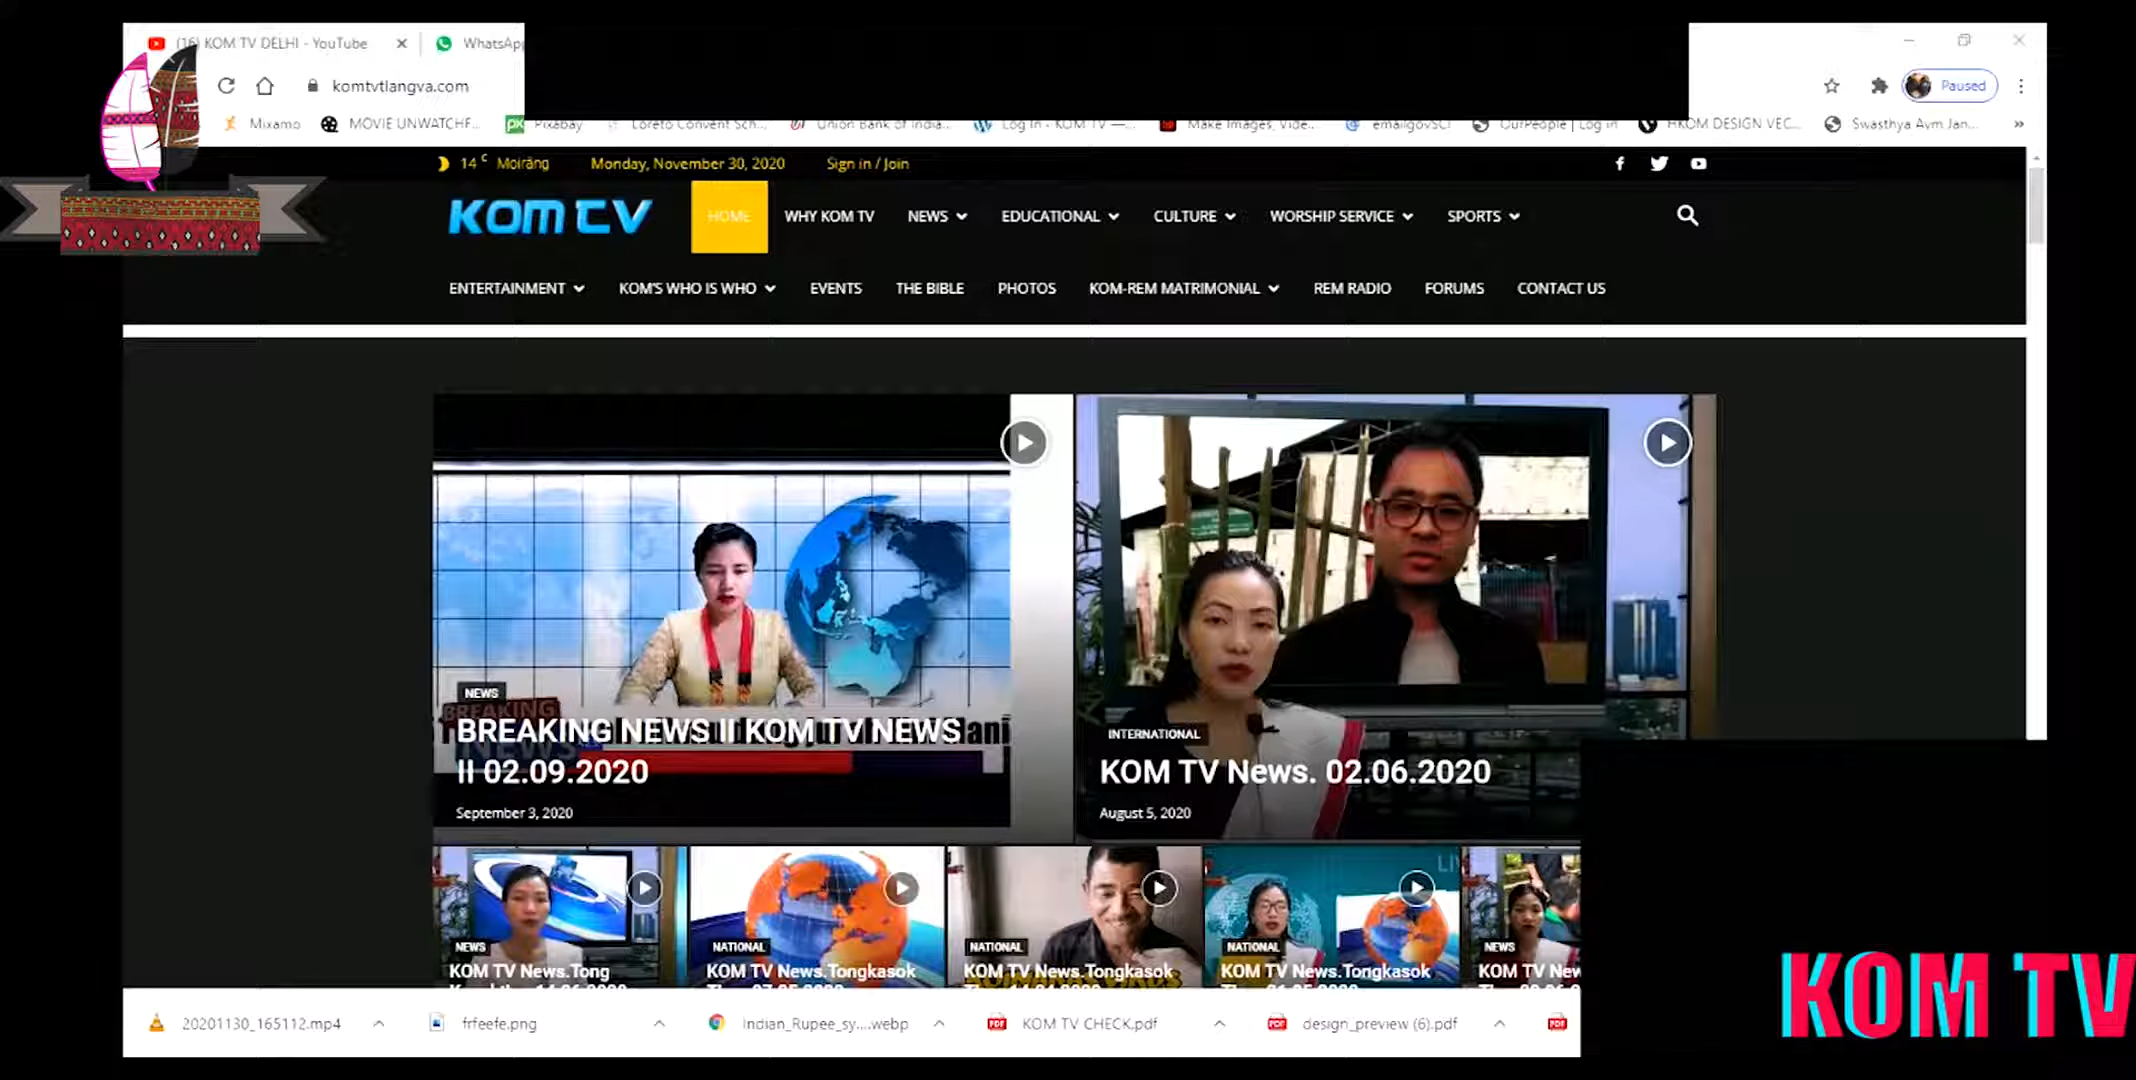 (16) KOM TV DELHI - YouTube
WhatsApp
komtvtlangva.com
Paused
Mixamo
MOVIE UNWATCHF...
Pixabay
Loreto Convent Sch...
Union Bank of India...
Log In - KOM TV —...
Make Images, Vide...
emailgovSCI
OurPeople | Log in
HKOM DESIGN VEC...
Swasthya Avm Jan...
»
14 C Moirāng
Monday, November 30, 2020
Sign in / Join
KOM TV
HOME
WHY KOM TV
NEWS
EDUCATIONAL
CULTURE
WORSHIP SERVICE
SPORTS
ENTERTAINMENT
KOM'S WHO IS WHO
EVENTS
THE BIBLE
PHOTOS
KOM-REM MATRIMONIAL
REM RADIO
FORUMS
CONTACT US
NEWS
BREAKING
NEWS
BREAKING NEWS II KOM TV NEWS
II 02.09.2020
September 3, 2020
INTERNATIONAL
KOM TV News. 02.06.2020
August 5, 2020
NEWS
KOM TV News.Tong
NATIONAL
KOM TV News.Tongkasok
NATIONAL
KOM TV News.Tongkasok
NATIONAL
KOM TV News.Tongkasok
NEWS
KOM TV New
20201130_165112.mp4
frfeefe.png
Indian_Rupee_sy....webp
KOM TV CHECK.pdf
design_preview (6).pdf
KOM TV